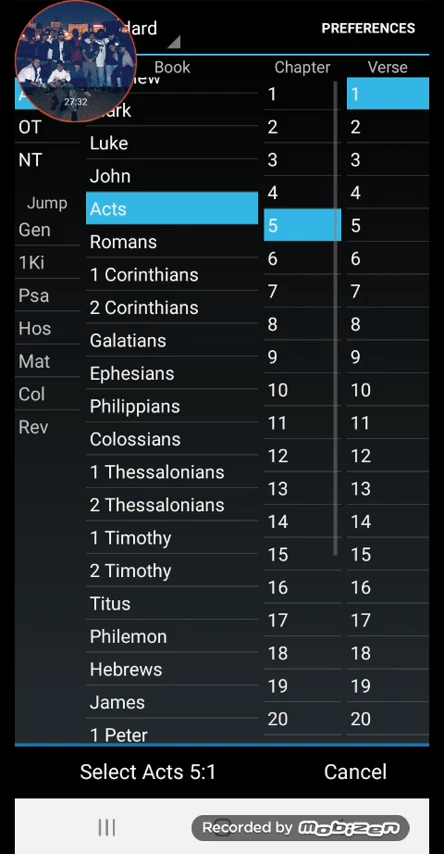 dard
PREFERENCES
Book
Chapter
Verse
27:32
OT
NT
Jump
Gen
1Ki
Psa
Hos
Mat
Col
Rev
Luke
John
Acts
Romans
1 Corinthians
2 Corinthians
Galatians
Ephesians
Philippians
Colossians
1 Thessalonians
2 Thessalonians
1 Timothy
2 Timothy
Titus
Philemon
Hebrews
James
1 Peter
1
2
3
4
5
6
7
8
9
10
11
12
13
14
15
16
17
18
19
20
1
2
3
4
5
6
7
8
9
10
11
12
13
14
15
16
17
18
19
20
Select Acts 5:1
Cancel
Recorded by Mobizen